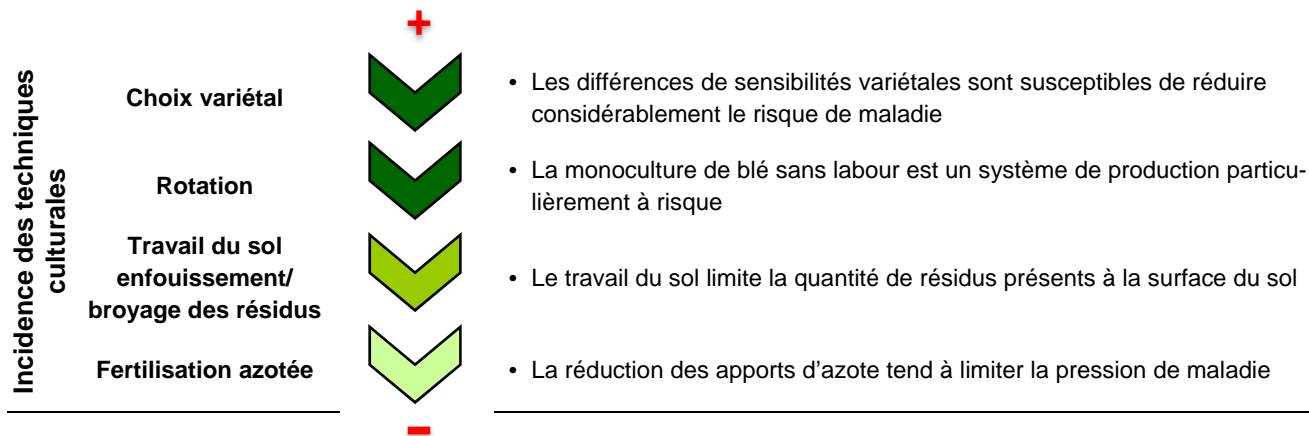 +
Incidence des techniques
culturales
Choix variétal
• Les différences de sensibilités variétales sont susceptibles de réduire
considérablement le risque de maladie
Rotation
• La monoculture de blé sans labour est un système de production particu-
lièrement à risque
Travail du sol
enfouissement/
broyage des résidus
• Le travail du sol limite la quantité de résidus présents à la surface du sol
Fertilisation azotée
• La réduction des apports d'azote tend à limiter la pression de maladie
-